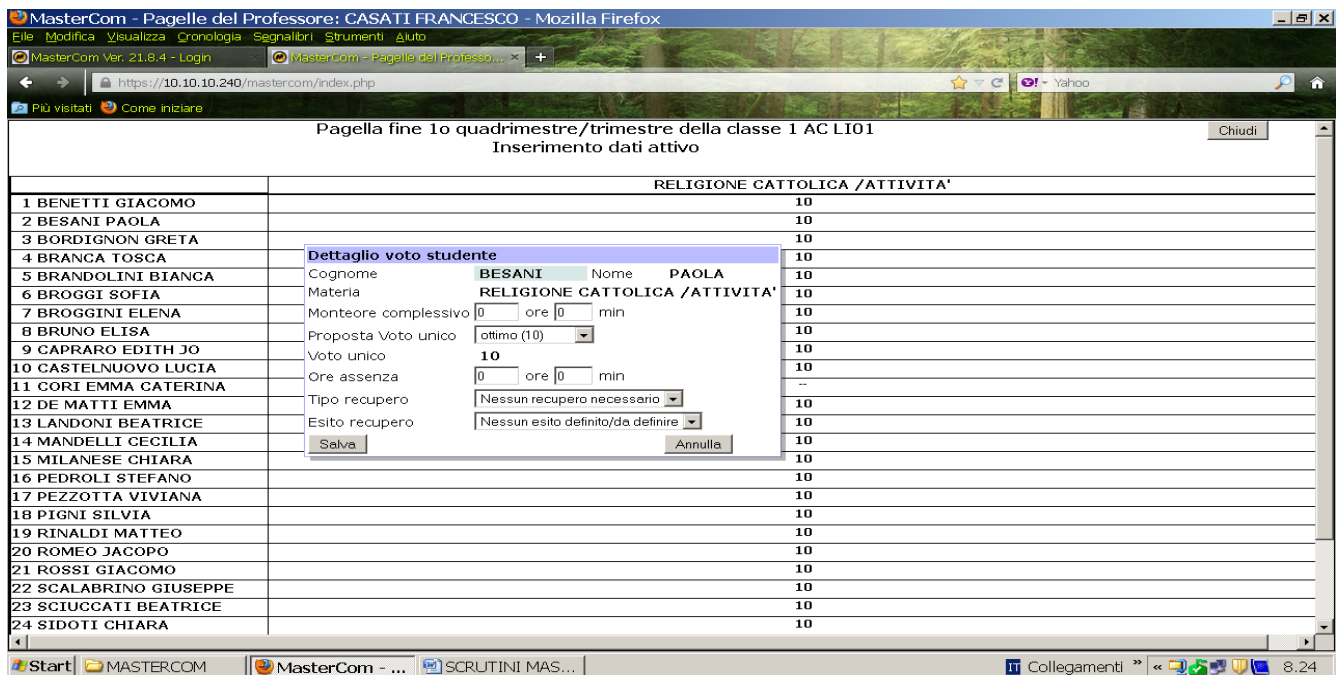 MasterCom - Pagelle del Professore: CASATI FRANCESCO - Mozilla Firefox
File Modifica Visualizza Cronologia Segnalibri Strumenti Aiuto
MasterCom Ver. 21.8.4 - Login MasterCom - Pagelle del Professo... × +
https://10.10.10.240/mastercom/index.php Yahoo
Più visitati Come iniziare
Pagella fine 1o quadrimestre/trimestre della classe 1 AC LI01 Chiudi
Inserimento dati attivo
RELIGIONE CATTOLICA /ATTIVITA'
1 BENETTI GIACOMO 10
2 BESANI PAOLA 10
3 BORDIGNON GRETA 10
4 BRANCA TOSCA 10
5 BRANDOLINI BIANCA 10
6 BROGGI SOFIA 10
7 BROGGINI ELENA 10
8 BRUNO ELISA 10
9 CAPRARO EDITH JO 10
10 CASTELNUOVO LUCIA 10
11 CORI EMMA CATERINA --
12 DE MATTI EMMA 10
13 LANDONI BEATRICE 10
14 MANDELLI CECILIA 10
15 MILANESE CHIARA 10
16 PEDROLI STEFANO 10
17 PEZZOTTA VIVIANA 10
18 PIGNI SILVIA 10
19 RINALDI MATTEO 10
20 ROMEO JACOPO 10
21 ROSSI GIACOMO 10
22 SCALABRINO GIUSEPPE 10
23 SCIUCCATI BEATRICE 10
24 SIDOTI CHIARA 10
Dettaglio voto studente
Cognome BESANI Nome PAOLA
Materia RELIGIONE CATTOLICA /ATTIVITA'
Monteore complessivo 0 ore 0 min
Proposta Voto unico ottimo (10)
Voto unico 10
Ore assenza 0 ore 0 min
Tipo recupero Nessun recupero necessario
Esito recupero Nessun esito definito/da definire
Salva Annulla
Start MASTERCOM MasterCom - ... SCRUTINI MAS... IT Collegamenti » « 8.24